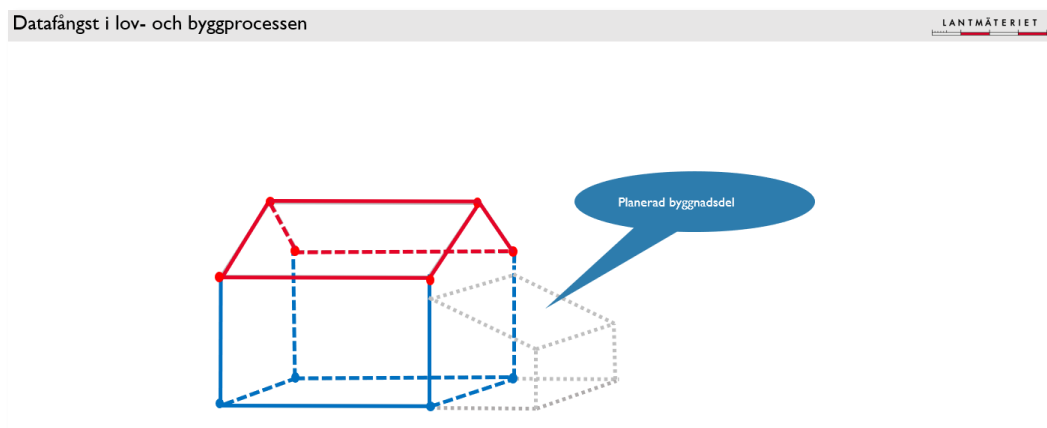 Datafångst i lov- och byggprocessen
LANTMÄTERIET
Planerad byggnadsdel